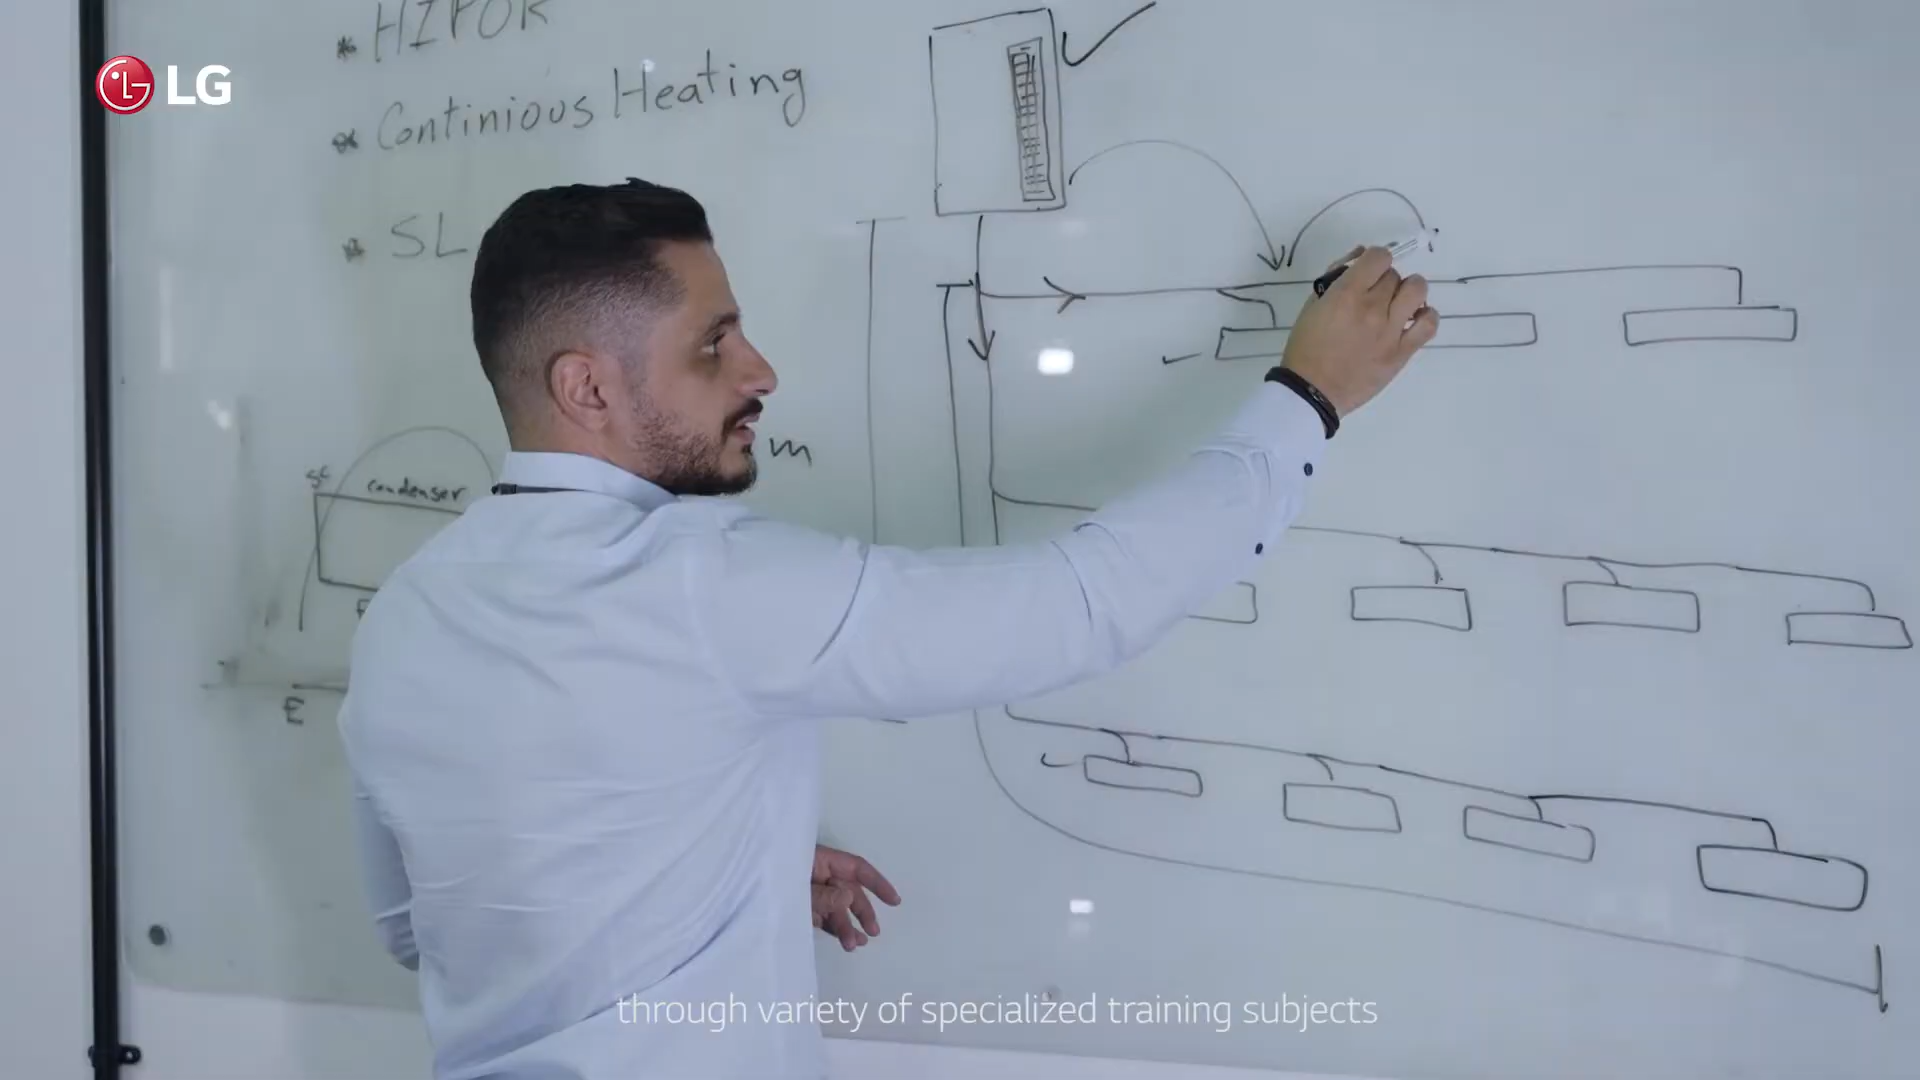 * HIPOR
LG
* Continious Heating
* SL
m
SC
condenser
E
through variety of specialized training subjects